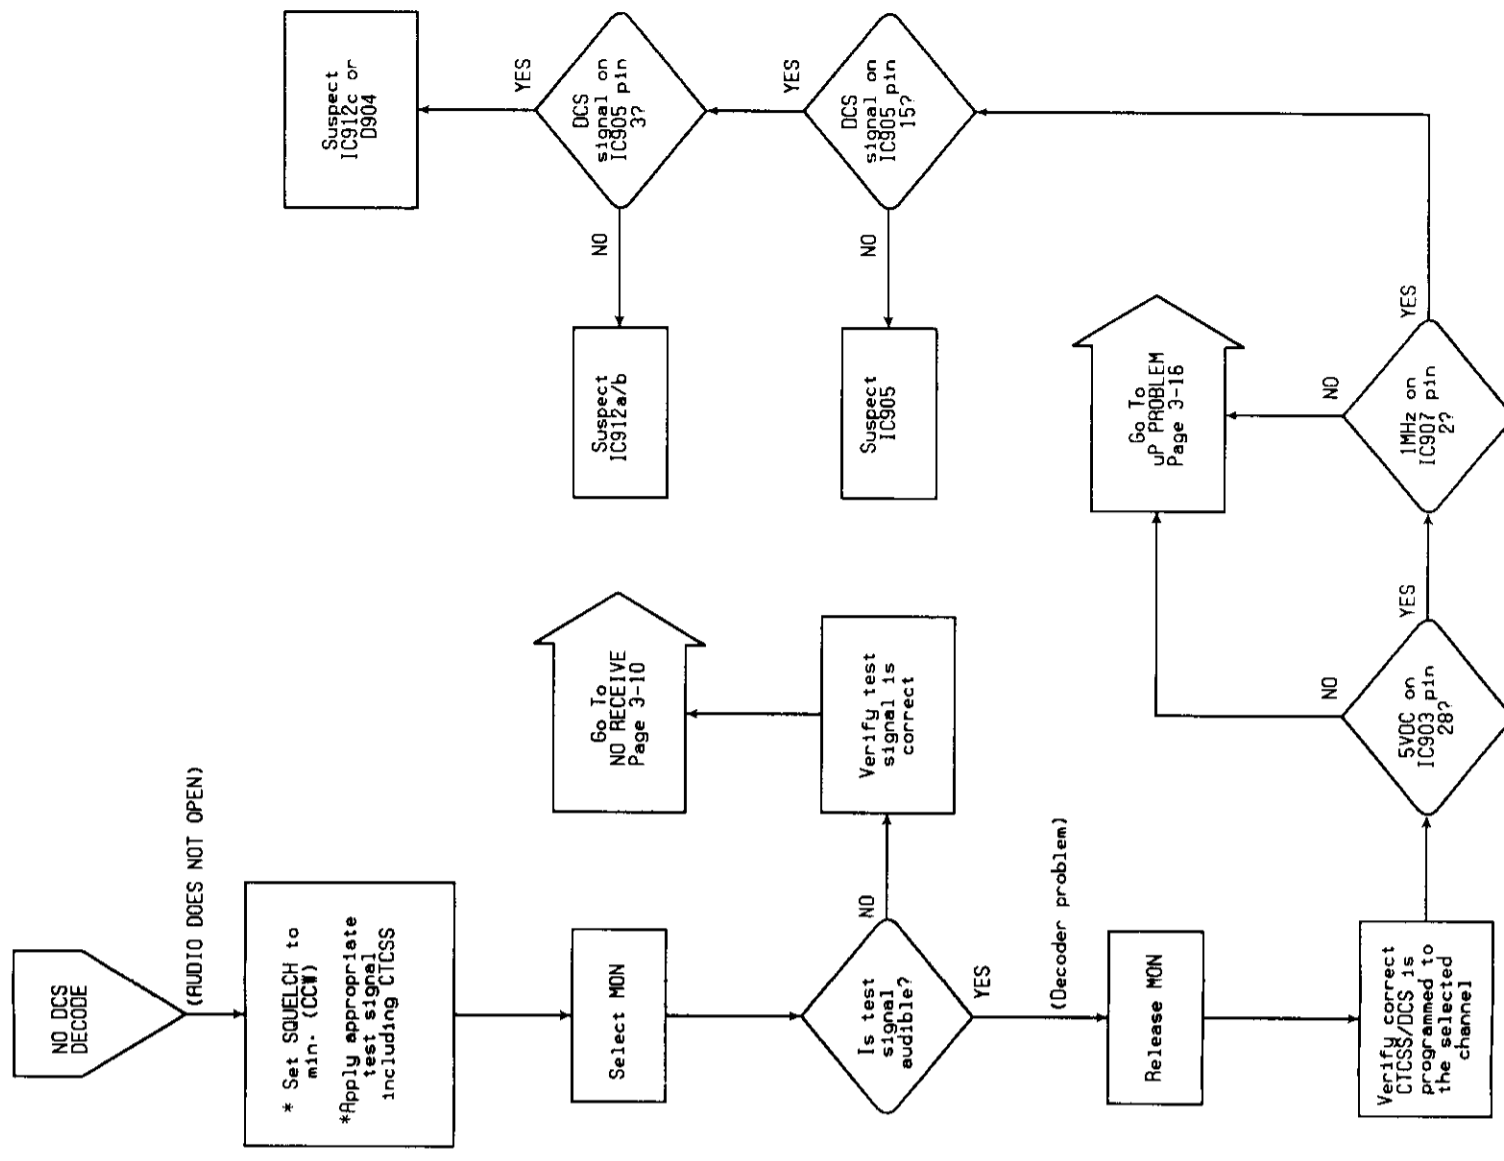 NO DCS
DECODE
(AUDIO DOES NOT OPEN)
* Set SQUELCH to
min. (CCW)
*Apply appropriate
test signal
including CTCSS
Select MON
Is test
signal
audible?
NO
Verify test
signal is
correct
Go To
NO RECEIVE
Page 3-10
YES
(Decoder problem)
Release MON
Verify correct
CTCSS/DCS is
programmed to
the selected
channel
5VDC on
IC903 pin
28?
NO
YES
1MHz on
IC907 pin
2?
NO
Go To
uP PROBLEM
Page 3-16
YES
DCS
signal on
IC905 pin
15?
NO
Suspect
IC905
YES
DCS
signal on
IC905 pin
3?
NO
Suspect
IC912a/b
YES
Suspect
IC912c or
D904